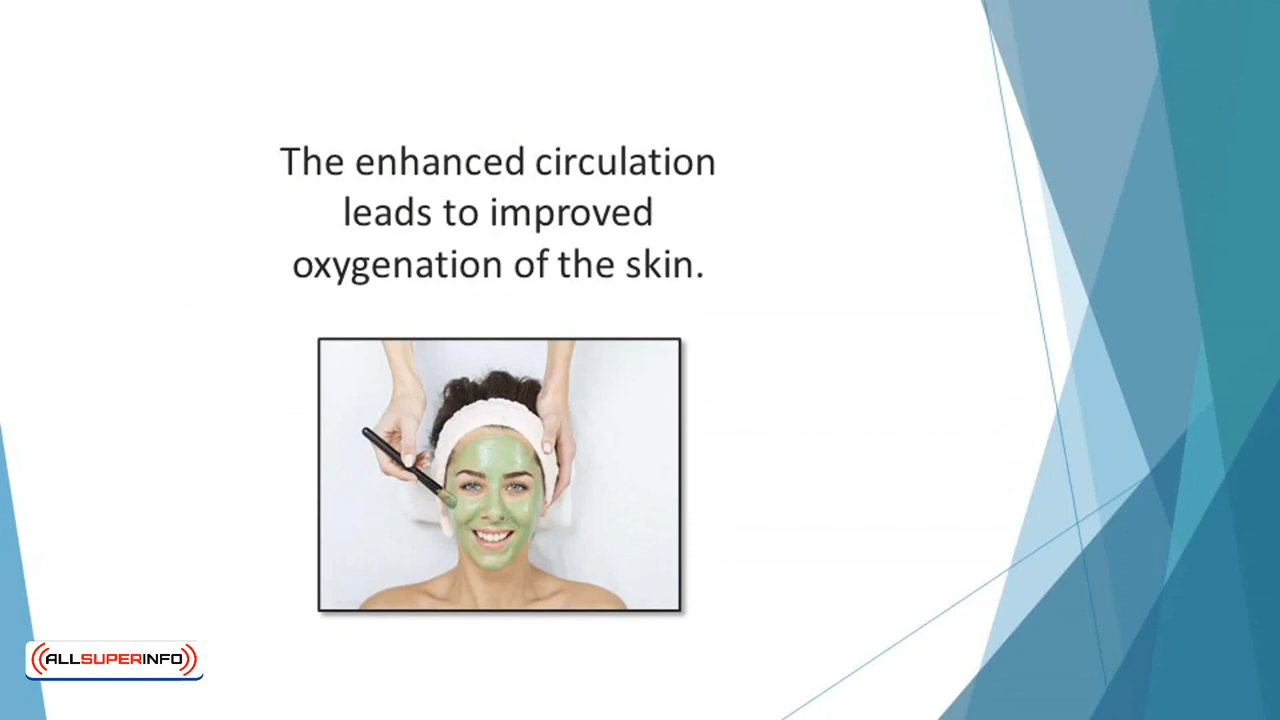 The enhanced circulation
leads to improved
oxygenation of the skin.
ALLSUPERINFO